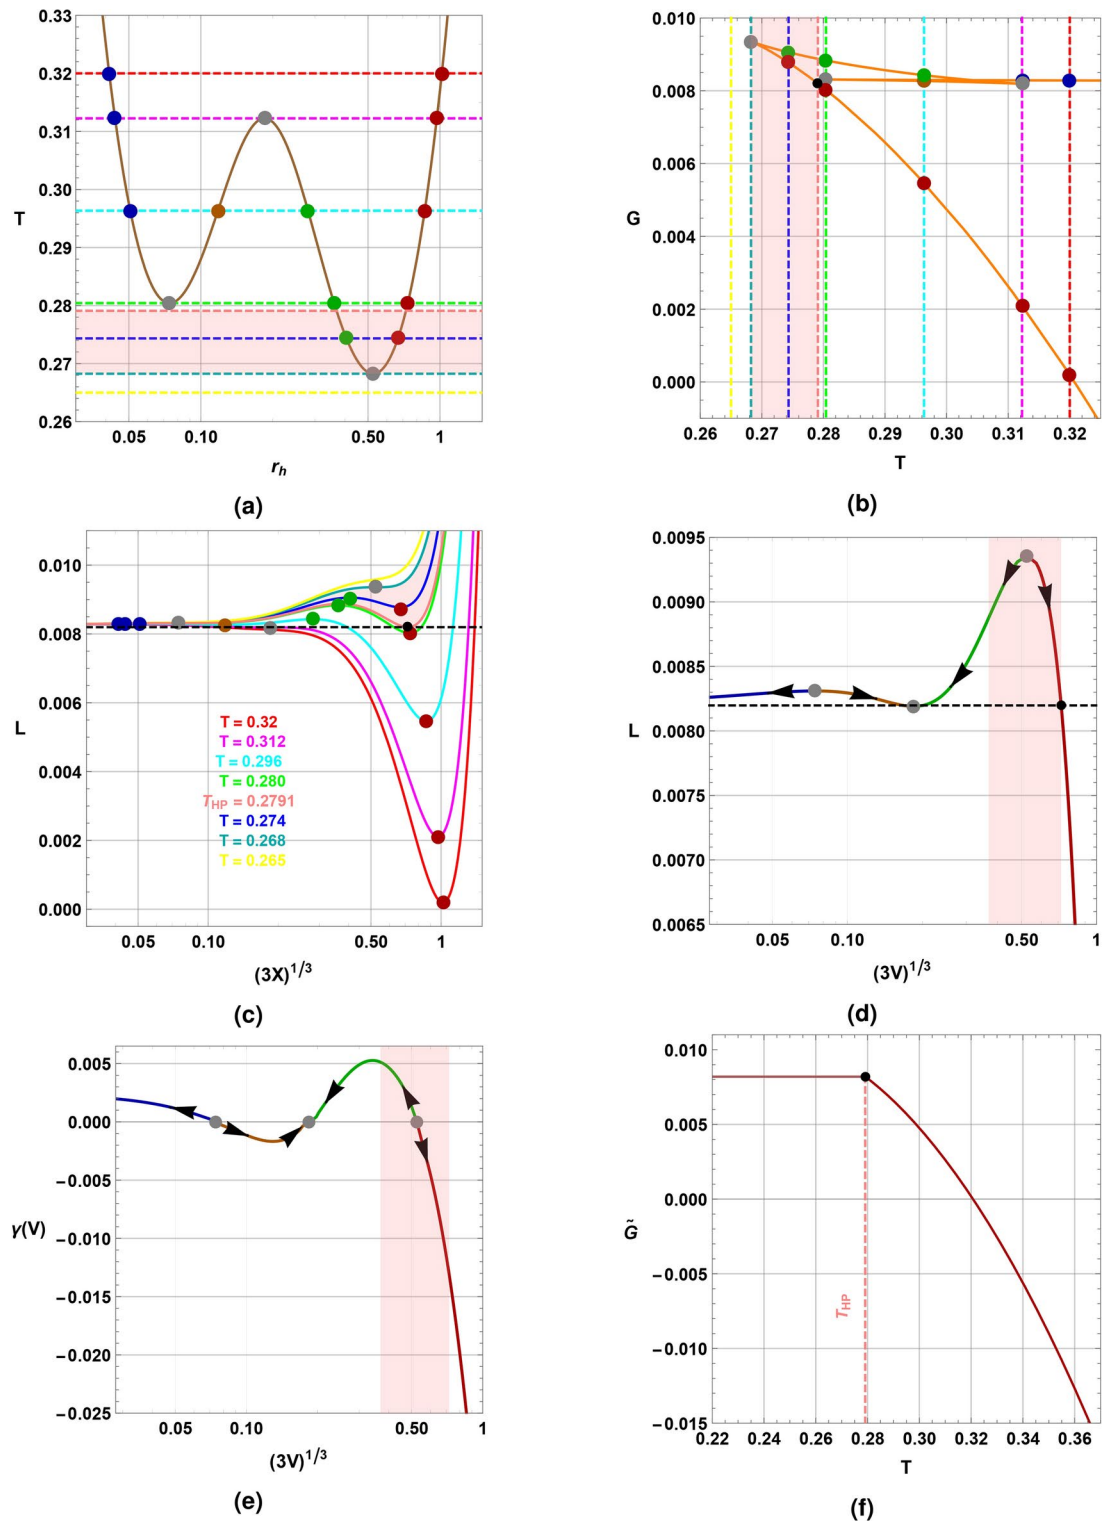 0.33
0.32
0.31
0.30
0.29
0.28
0.27
0.26
T
0.05 0.10 0.50 1
r_h
(a)
0.010
0.008
0.006
0.004
0.002
0.000
G
0.26 0.27 0.28 0.29 0.30 0.31 0.32
T
(b)
0.010
0.008
0.006
0.004
0.002
0.000
L
T = 0.32
T = 0.312
T = 0.296
T = 0.280
T_HP = 0.2791
T = 0.274
T = 0.268
T = 0.265
0.05 0.10 0.50 1
(3X)^1/3
(c)
0.0095
0.0090
0.0085
0.0080
0.0075
0.0070
0.0065
L
0.05 0.10 0.50 1
(3V)^1/3
(d)
0.005
0.000
−0.005
−0.010
−0.015
−0.020
−0.025
γ(V)
0.05 0.10 0.50 1
(3V)^1/3
(e)
0.010
0.005
0.000
−0.005
−0.010
−0.015
G̃
T_HP
0.22 0.24 0.26 0.28 0.30 0.32 0.34 0.36
T
(f)